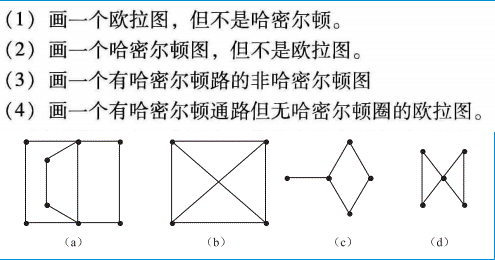 (1) 画一个欧拉图，但不是哈密尔顿。
(2) 画一个哈密尔顿图，但不是欧拉图。
(3) 画一个有哈密尔顿路的非哈密尔顿图
(4) 画一个有哈密尔顿通路但无哈密尔顿圈的欧拉图。
(a) (b) (c) (d)